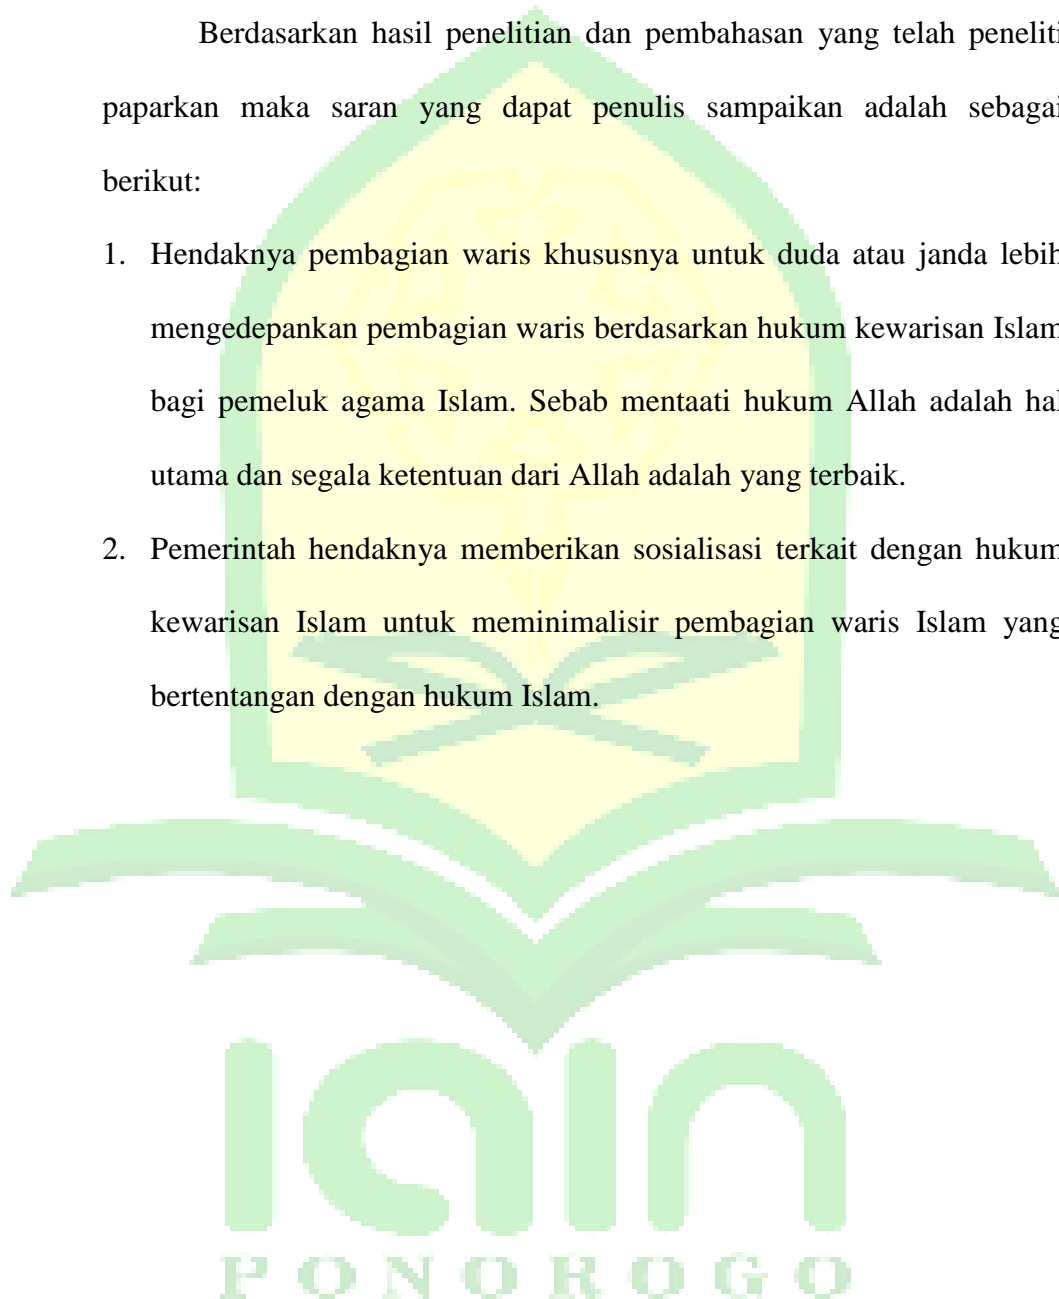 Berdasarkan hasil penelitian dan pembahasan yang telah peneliti
paparkan maka saran yang dapat penulis sampaikan adalah sebagai
berikut:
1. Hendaknya pembagian waris khususnya untuk duda atau janda lebih
mengedepankan pembagian waris berdasarkan hukum kewarisan Islam
bagi pemeluk agama Islam. Sebab mentaati hukum Allah adalah hal
utama dan segala ketentuan dari Allah adalah yang terbaik.
2. Pemerintah hendaknya memberikan sosialisasi terkait dengan hukum
kewarisan Islam untuk meminimalisir pembagian waris Islam yang
bertentangan dengan hukum Islam.
iain
PONOROGO